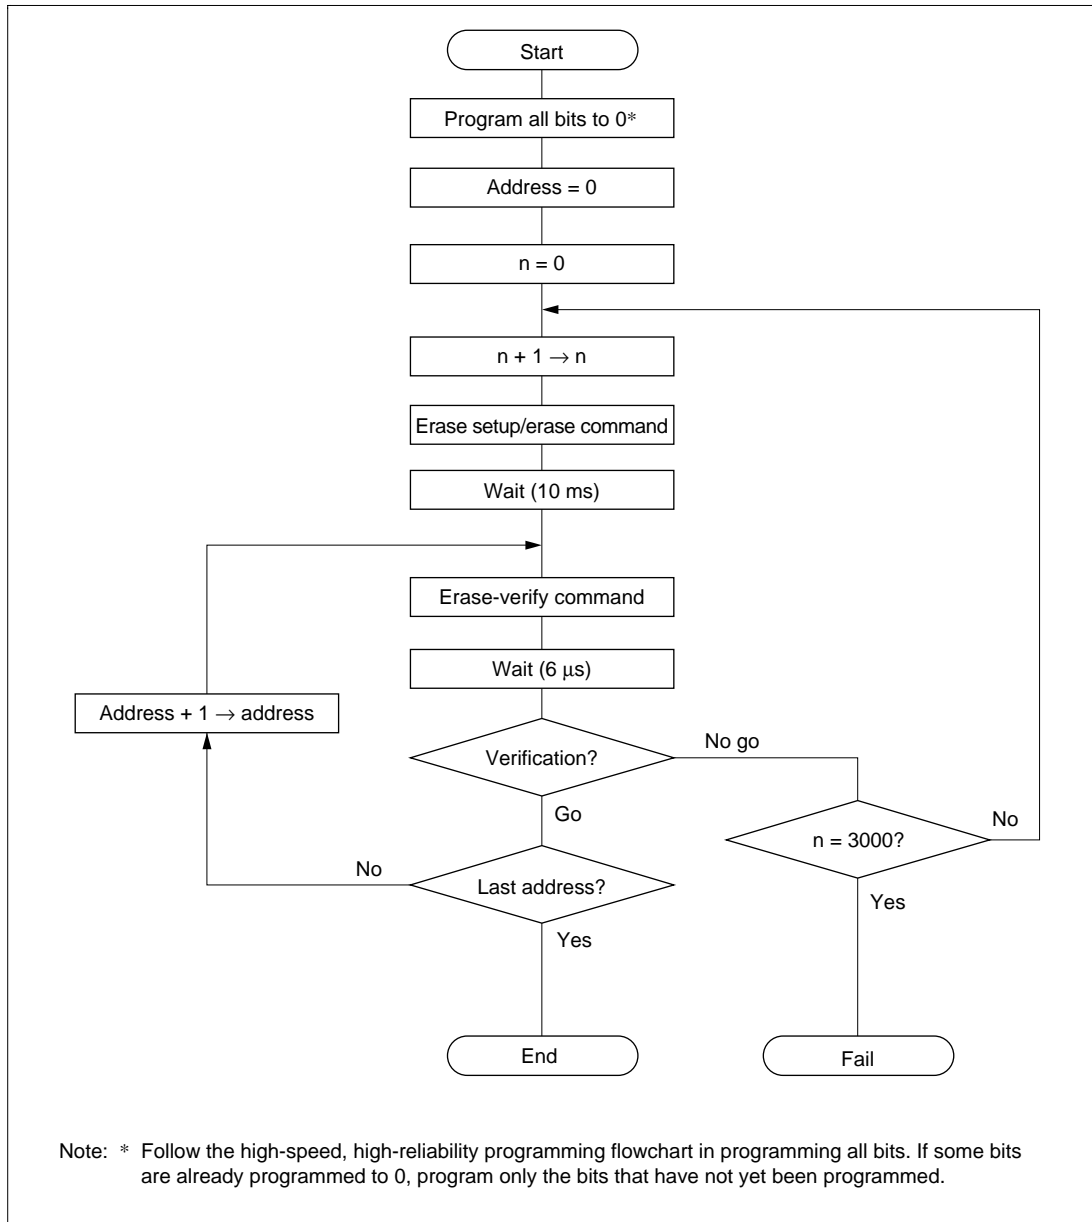 Start
Program all bits to 0*
Address = 0
n = 0
n + 1 → n
Erase setup/erase command
Wait (10 ms)
Erase-verify command
Wait (6 μs)
Address + 1 → address
Verification?
No go
Go
n = 3000?
No
No
Last address?
Yes
Yes
End
Fail
Note: * Follow the high-speed, high-reliability programming flowchart in programming all bits. If some bits
are already programmed to 0, program only the bits that have not yet been programmed.